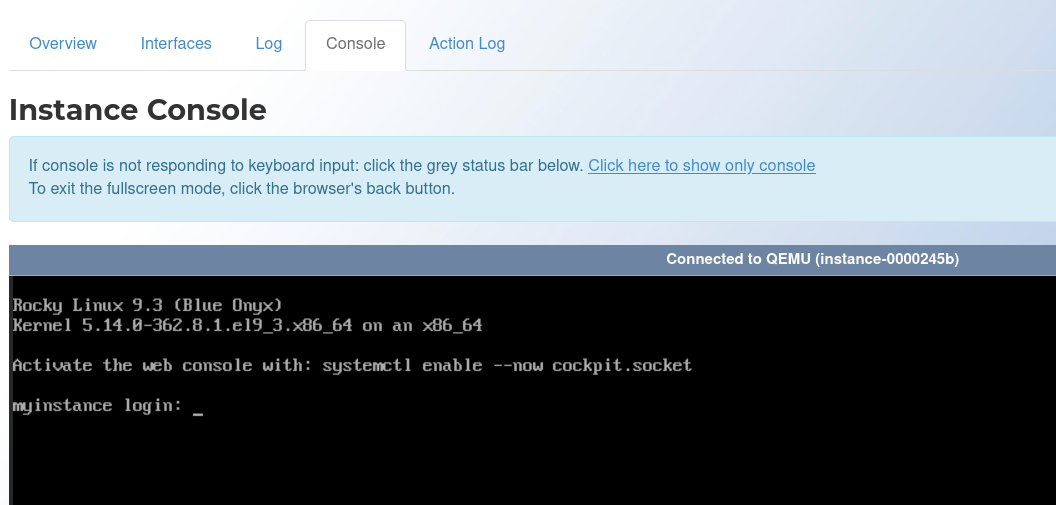 Overview Interfaces Log Console Action Log
Instance Console
If console is not responding to keyboard input: click the grey status bar below. Click here to show only console
To exit the fullscreen mode, click the browser's back button.
Connected to QEMU (instance-0000245b)
Rocky Linux 9.3 (Blue Onyx)
Kernel 5.14.0-362.8.1.el9_3.x86_64 on an x86_64
Activate the web console with: systemctl enable --now cockpit.socket
myinstance login: _